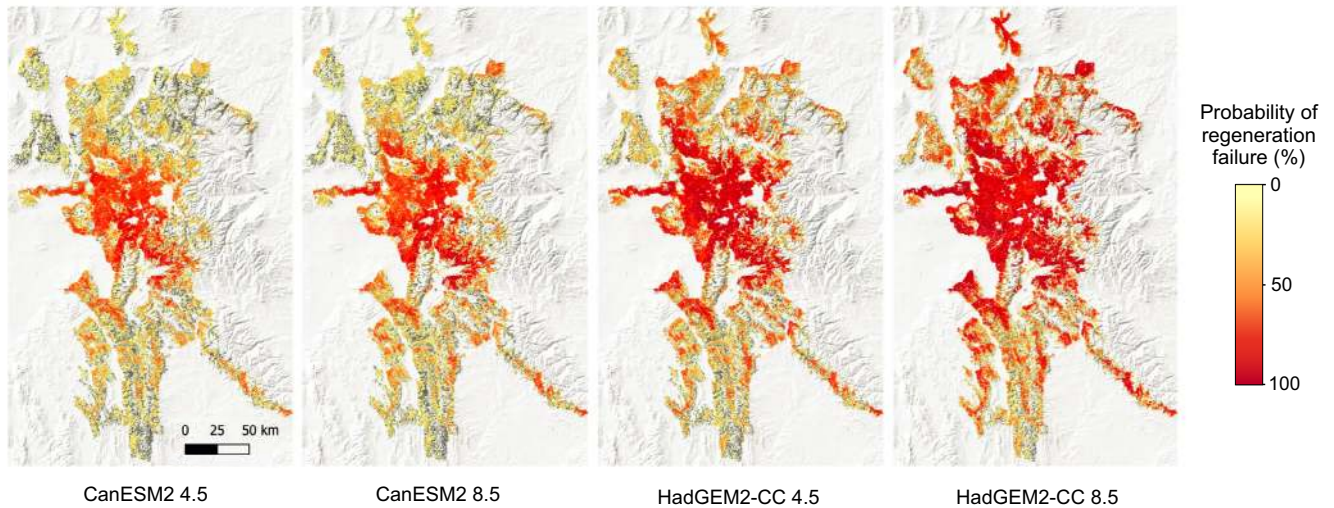 Probability of
regeneration
failure (%)
0
50
100
0 25 50 km
CanESM2 4.5
CanESM2 8.5
HadGEM2-CC 4.5
HadGEM2-CC 8.5